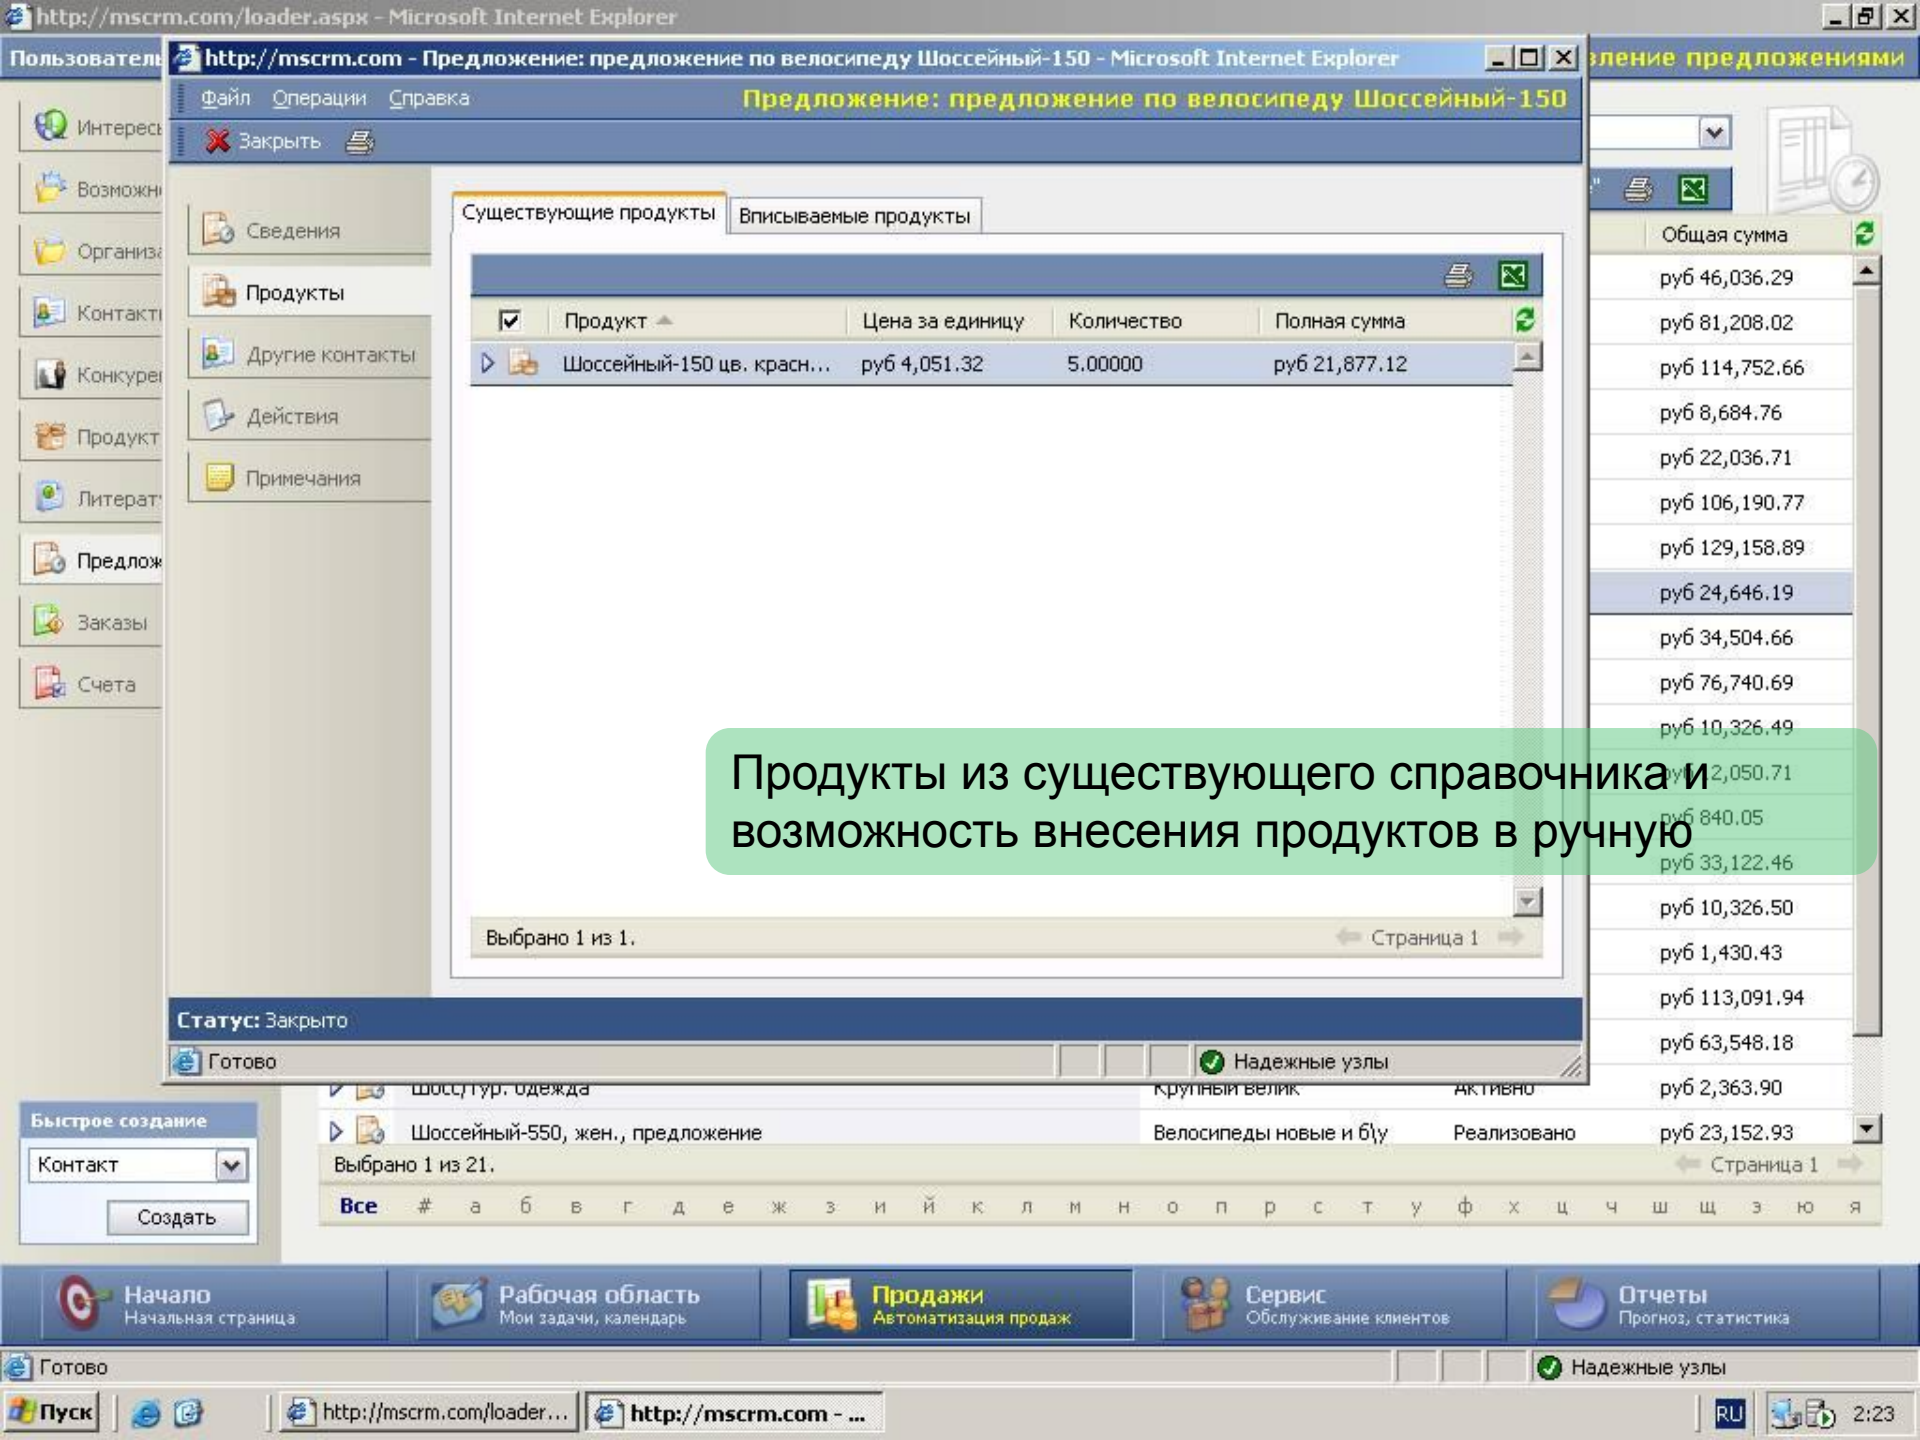 http://mscrm.com/loader.aspx - Microsoft Internet Explorer
http://mscrm.com - Предложение: предложение по велосипеду Шоссейный-150 - Microsoft Internet Explorer
Файл Операции Справка
Предложение: предложение по велосипеду Шоссейный-150
Закрыть
Сведения
Продукты
Другие контакты
Действия
Примечания
Существующие продукты
Вписываемые продукты
Продукт Цена за единицу Количество Полная сумма
Шоссейный-150 цв. красн... руб 4,051.32 5.00000 руб 21,877.12
Выбрано 1 из 1.
Страница 1
Статус: Закрыто
Готово
Надежные узлы
Продукты из существующего справочника и
возможность внесения продуктов в ручную
Заказы
Счета
предложениями
Общая сумма
руб 46,036.29
руб 81,208.02
руб 114,752.66
руб 8,684.76
руб 22,036.71
руб 106,190.77
руб 129,158.89
руб 24,646.19
руб 34,504.66
руб 76,740.69
руб 10,326.49
руб 840.05
руб 33,122.46
руб 10,326.50
руб 1,430.43
руб 113,091.94
руб 63,548.18
Шосс/Тур. одежда Крупный велик Активно руб 2,363.90
Шоссейный-550, жен., предложение Велосипеды новые и б\у Реализовано руб 23,152.93
Выбрано 1 из 21.
Страница 1
Все # а б в г д е ж з и й к л м н о п р с т у ф х ц ч ш щ э ю я
Быстрое создание
Контакт
Создать
Начало
Начальная страница
Рабочая область
Мои задачи, календарь
Продажи
Автоматизация продаж
Сервис
Обслуживание клиентов
Отчеты
Прогноз, статистика
Готово
Надежные узлы
Пуск
http://mscrm.com/loader...
http://mscrm.com - ...
RU
2:23